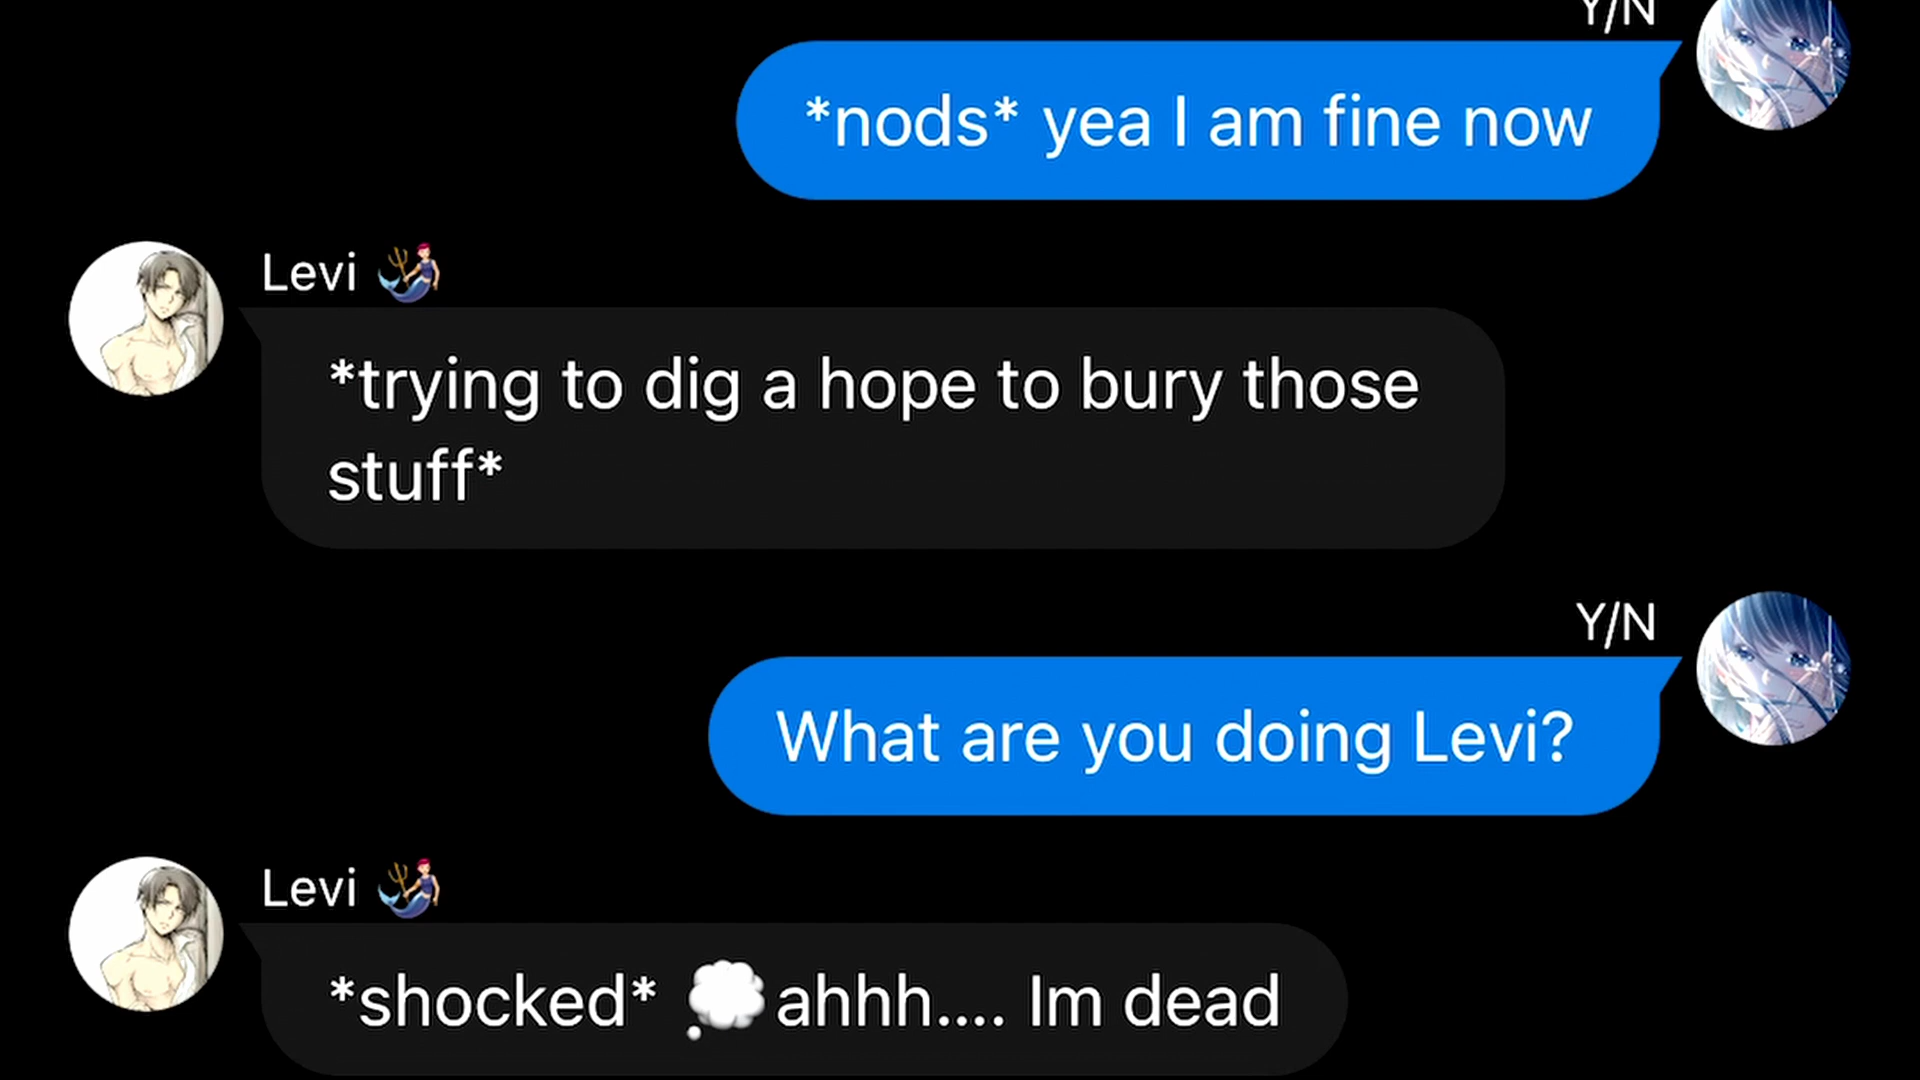 Y/N
*nods* yea I am fine now
Levi 🧜‍♂️
*trying to dig a hope to bury those
stuff*
Y/N
What are you doing Levi?
Levi 🧜‍♂️
*shocked* 💭ahhh.... Im dead